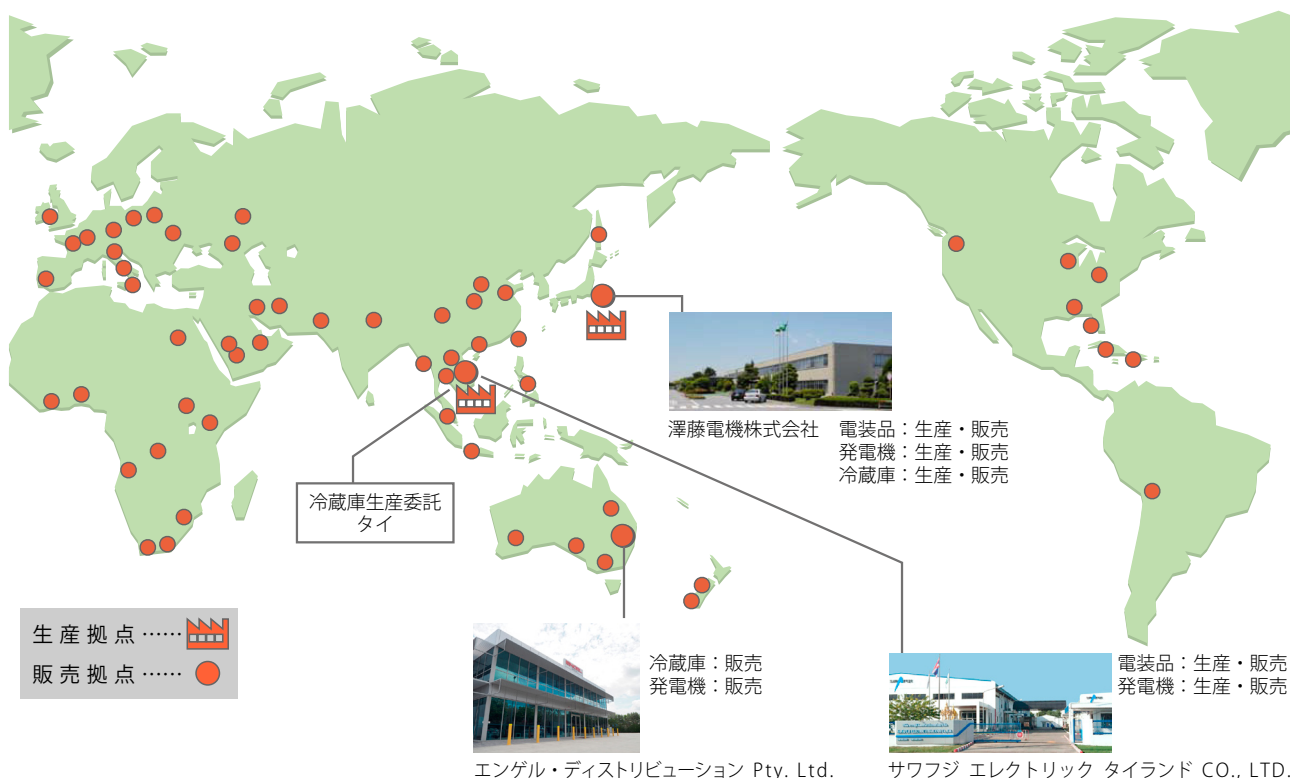 澤藤電機株式会社
電装品：生産・販売
発電機：生産・販売
冷蔵庫：生産・販売
冷蔵庫生産委託
タイ
生産拠点……
販売拠点……
冷蔵庫：販売
発電機：販売
エンゲル・ディストリビューション Pty. Ltd.
電装品：生産・販売
発電機：生産・販売
サワフジ エレクトリック タイランド CO., LTD.